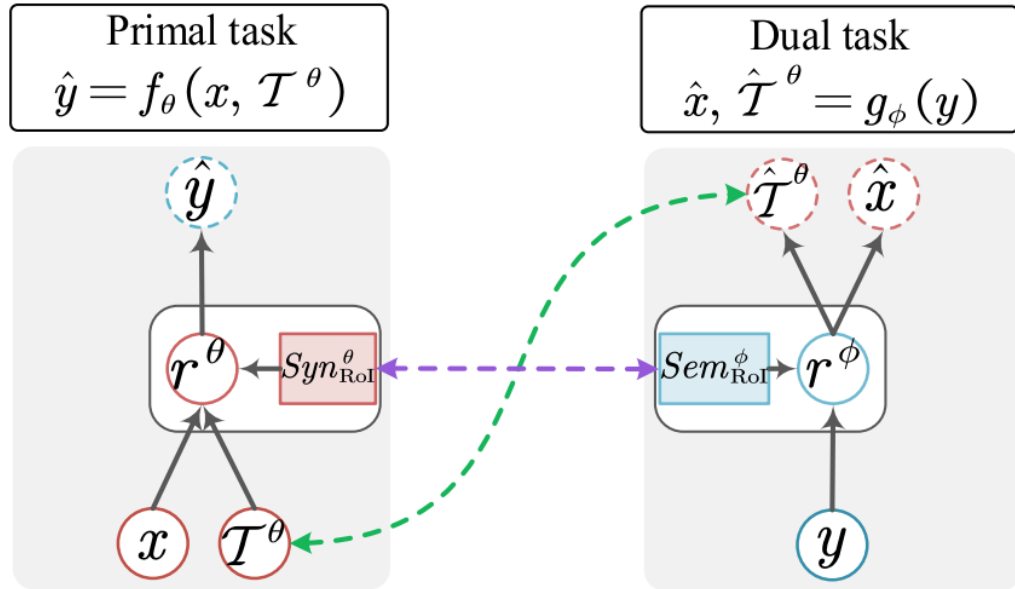 Primal task
ŷ = f_θ(x, 𝒯^θ)
Dual task
x̂, 𝒯̂^θ = g_ϕ(y)
ŷ
r^θ
Syn^θ_RoI
x
𝒯^θ
𝒯̂^θ
x̂
Sem^ϕ_RoI
r^ϕ
y